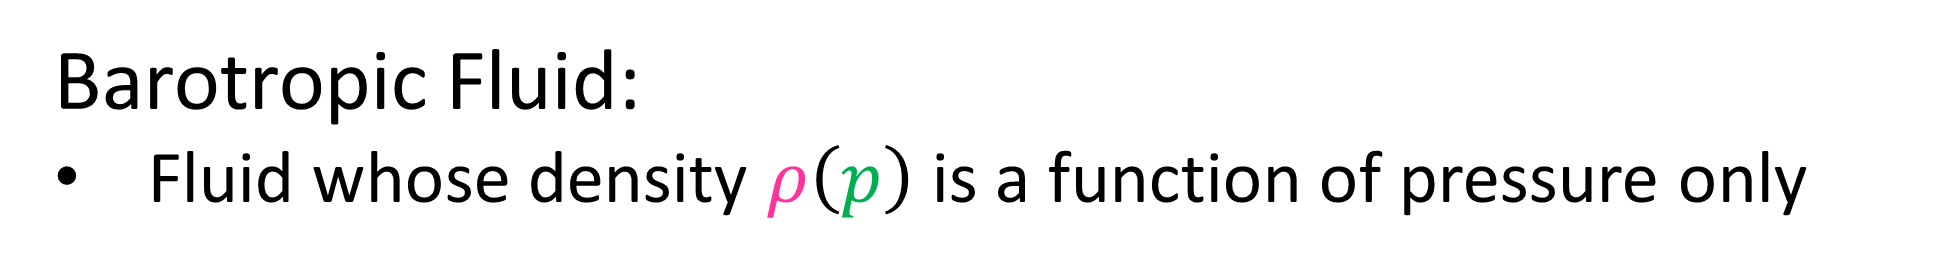 Barotropic Fluid:
• Fluid whose density 𝜌(𝑝) is a function of pressure only